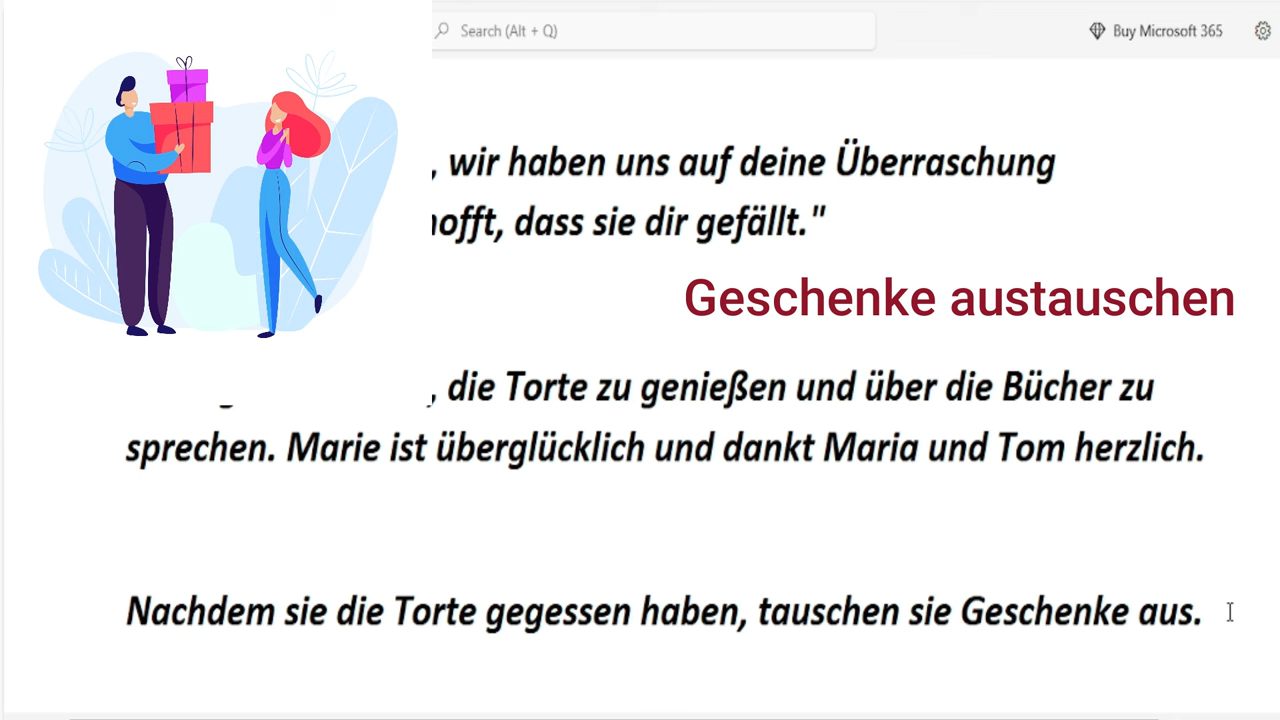 Search (Alt + Q)
Buy Microsoft 365
, wir haben uns auf deine Überraschung
dass sie dir gefällt."
Geschenke austauschen
, die Torte zu genießen und über die Bücher zu
sprechen. Marie ist überglücklich und dankt Maria und Tom herzlich.
Nachdem sie die Torte gegessen haben, tauschen sie Geschenke aus.